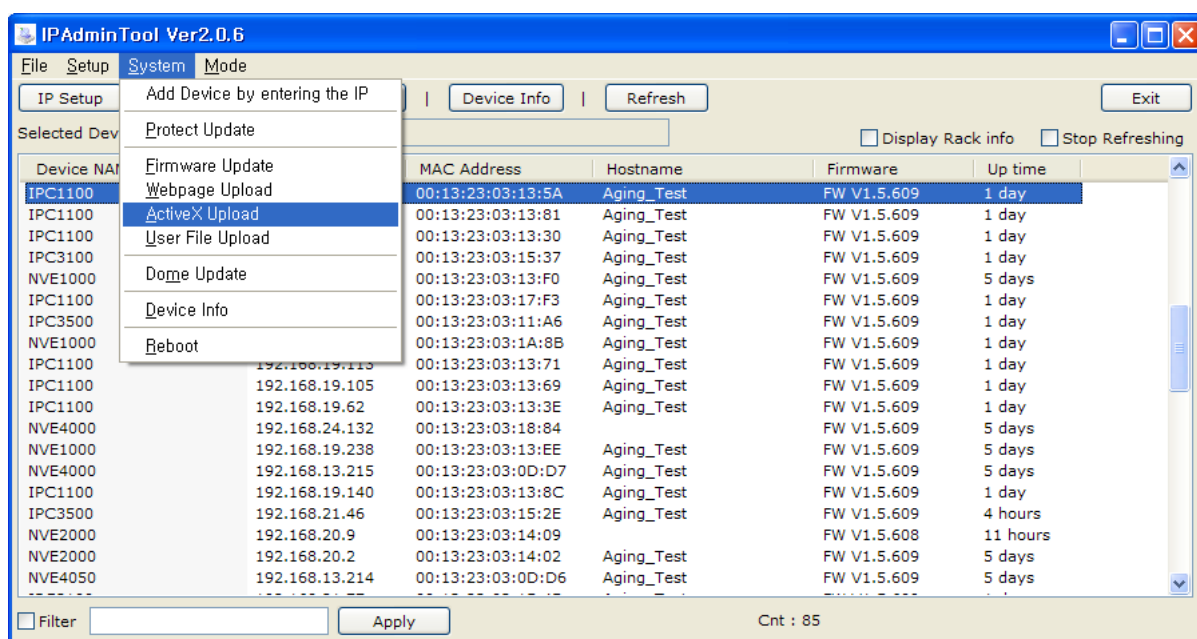 IPAdminTool Ver2.0.6
File Setup System Mode
IP Setup | Device Info | Refresh Exit
Add Device by entering the IP
Protect Update
Firmware Update
Webpage Upload
ActiveX Upload
User File Upload
Dome Update
Device Info
Reboot
Selected Dev Display Rack info Stop Refreshing
Device NAM MAC Address Hostname Firmware Up time
IPC1100 00:13:23:03:13:5A Aging_Test FW V1.5.609 1 day
IPC1100 00:13:23:03:13:81 Aging_Test FW V1.5.609 1 day
IPC1100 00:13:23:03:13:30 Aging_Test FW V1.5.609 1 day
IPC3100 00:13:23:03:15:37 Aging_Test FW V1.5.609 1 day
NVE1000 00:13:23:03:13:F0 Aging_Test FW V1.5.609 5 days
IPC1100 00:13:23:03:17:F3 Aging_Test FW V1.5.609 1 day
IPC3500 00:13:23:03:11:A6 Aging_Test FW V1.5.609 1 day
NVE1000 00:13:23:03:1A:8B Aging_Test FW V1.5.609 1 day
IPC1100 192.168.19.113 00:13:23:03:13:71 Aging_Test FW V1.5.609 1 day
IPC1100 192.168.19.105 00:13:23:03:13:69 Aging_Test FW V1.5.609 1 day
IPC1100 192.168.19.62 00:13:23:03:13:3E Aging_Test FW V1.5.609 1 day
NVE4000 192.168.24.132 00:13:23:03:18:84 FW V1.5.609 5 days
NVE1000 192.168.19.238 00:13:23:03:13:EE Aging_Test FW V1.5.609 5 days
NVE4000 192.168.13.215 00:13:23:03:0D:D7 Aging_Test FW V1.5.609 5 days
IPC1100 192.168.19.140 00:13:23:03:13:8C Aging_Test FW V1.5.609 1 day
IPC3500 192.168.21.46 00:13:23:03:15:2E Aging_Test FW V1.5.609 4 hours
NVE2000 192.168.20.9 00:13:23:03:14:09 FW V1.5.608 11 hours
NVE2000 192.168.20.2 00:13:23:03:14:02 Aging_Test FW V1.5.609 5 days
NVE4050 192.168.13.214 00:13:23:03:0D:D6 Aging_Test FW V1.5.609 5 days
Filter Apply Cnt : 85